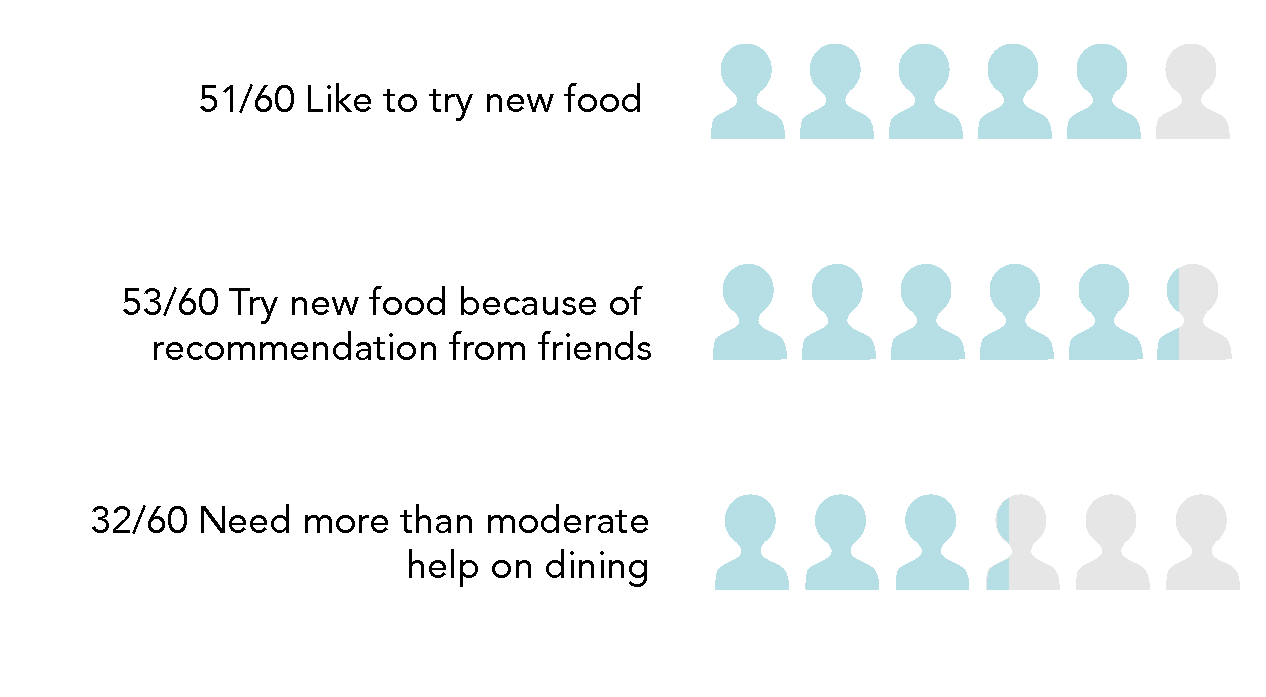 51/60 Like to try new food
53/60 Try new food because of
recommendation from friends
32/60 Need more than moderate
help on dining